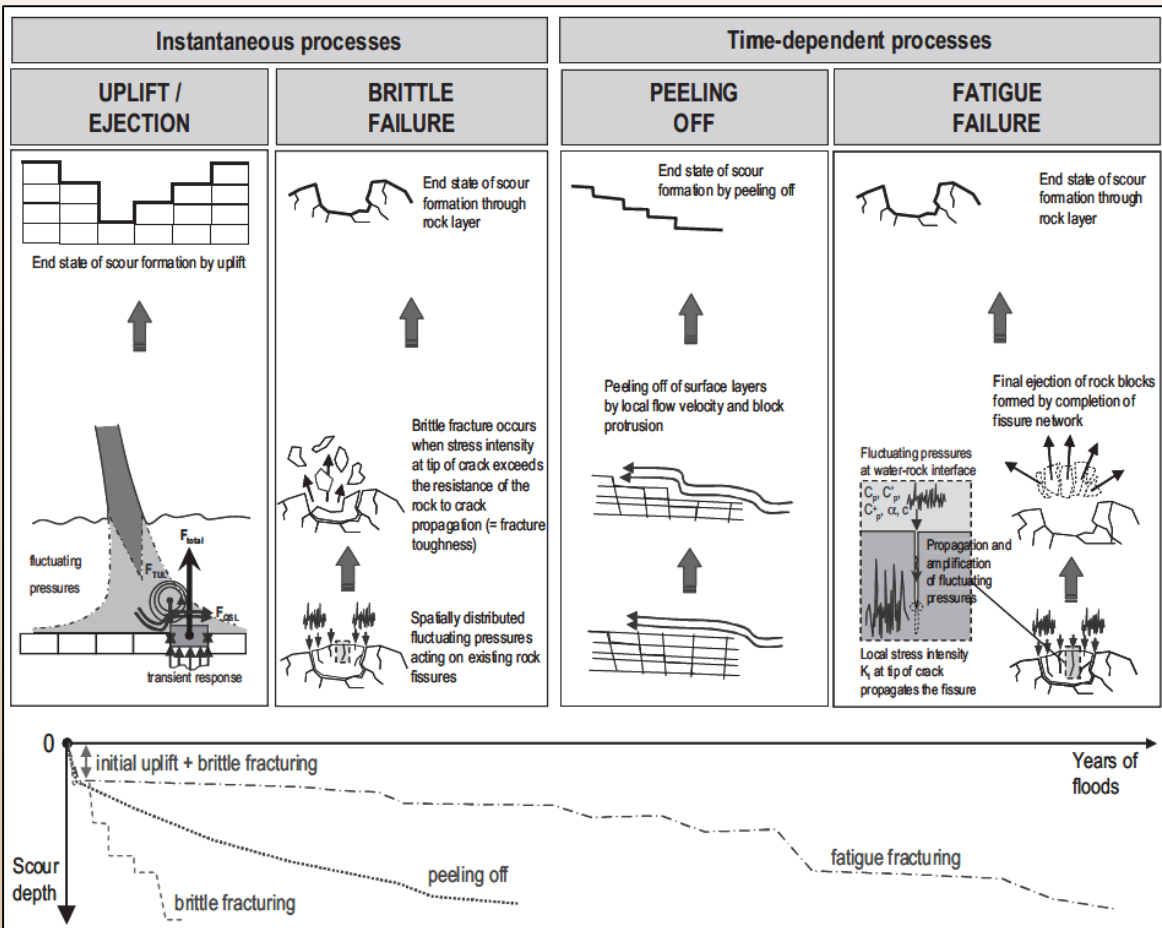 Instantaneous processes
Time-dependent processes
UPLIFT /
EJECTION
BRITTLE
FAILURE
PEELING
OFF
FATIGUE
FAILURE
End state of scour formation by uplift
fluctuating
pressures
F_TUL
F_total
F_QSL
transient response
End state of scour
formation through
rock layer
Brittle fracture occurs
when stress intensity
at tip of crack exceeds
the resistance of the
rock to crack
propagation (= fracture
toughness)
Spatially distributed
fluctuating pressures
acting on existing rock
fissures
End state of scour
formation by peeling off
Peeling off of surface layers
by local flow velocity and block
protrusion
End state of scour
formation through
rock layer
Final ejection of rock blocks
formed by completion of
fissure network
Fluctuating pressures
at water-rock interface
Cp, C'p,
C+p, α, c
Propagation and
amplification
of fluctuating
pressures
Local stress intensity
KI at tip of crack
propagates the fissure
0
initial uplift + brittle fracturing
Years of
floods
Scour
depth
brittle fracturing
peeling off
fatigue fracturing